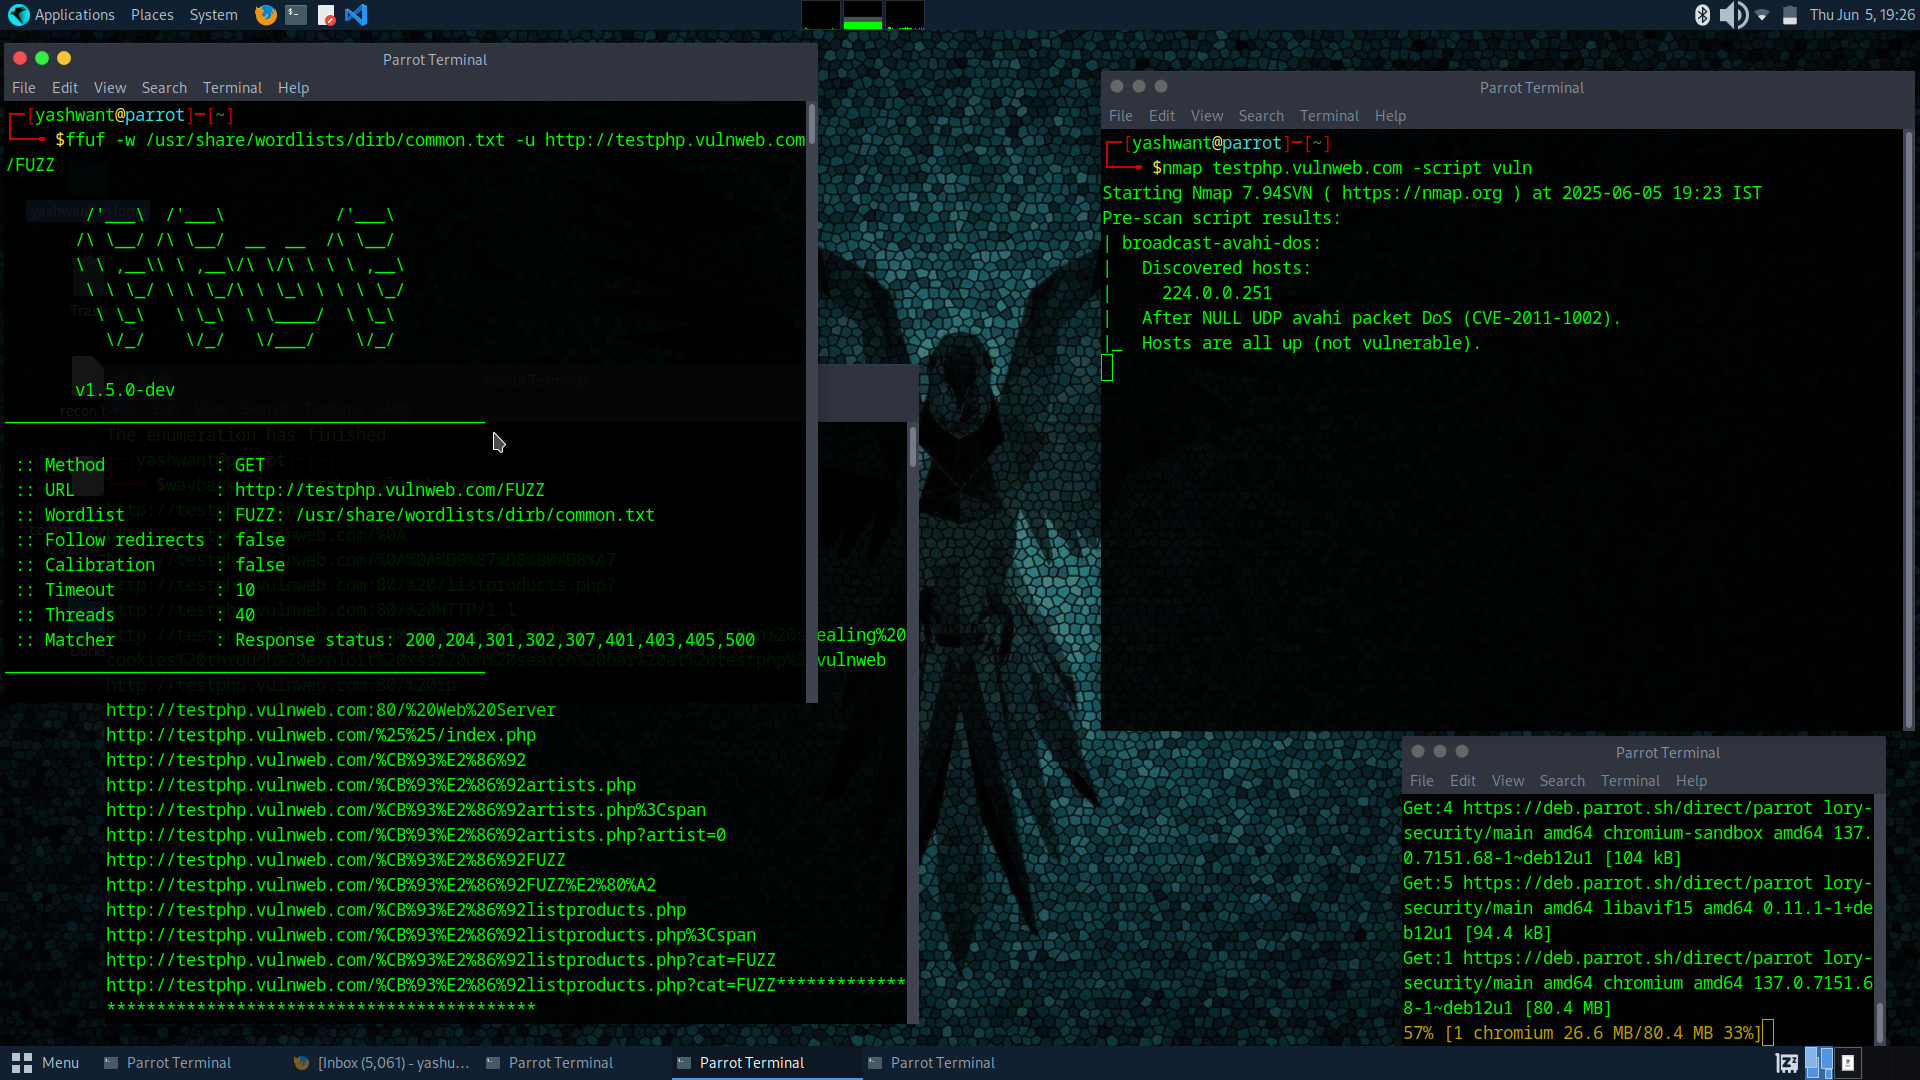 Applications Places System
Thu Jun 5, 19:26
Parrot Terminal
File Edit View Search Terminal Help
┌─[yashwant@parrot]─[~]
└──╼ $ffuf -w /usr/share/wordlists/dirb/common.txt -u http://testphp.vulnweb.com
/FUZZ
        /'___\  /'___\           /'___\
       /\ \__/ /\ \__/  __  __  /\ \__/
       \ \ ,__\\ \ ,__\/\ \/\ \ \ \ ,__\
        \ \ \_/ \ \ \_/\ \ \_\ \ \ \ \_/
         \ \_\   \ \_\  \ \____/  \ \_\
          \/_/    \/_/   \/___/    \/_/
v1.5.0-dev
________________________________________________
:: Method : GET
:: URL : http://testphp.vulnweb.com/FUZZ
:: Wordlist : FUZZ: /usr/share/wordlists/dirb/common.txt
:: Follow redirects : false
:: Calibration : false
:: Timeout : 10
:: Threads : 40
:: Matcher : Response status: 200,204,301,302,307,401,403,405,500
________________________________________________
Parrot Terminal
File Edit View Search Terminal Help
The enumeration has finished
http://testphp.vulnweb.com:80/%20HTTP/1.1
ealing%20
cookies%20through%20exploit%20xss%20on%20search%20bar%20at%20testphp%2 vulnweb
http://testphp.vulnweb.com:80/%20ip
http://testphp.vulnweb.com:80/%20Web%20Server
http://testphp.vulnweb.com/%25%25/index.php
http://testphp.vulnweb.com/%CB%93%E2%86%92
http://testphp.vulnweb.com/%CB%93%E2%86%92artists.php
http://testphp.vulnweb.com/%CB%93%E2%86%92artists.php%3Cspan
http://testphp.vulnweb.com/%CB%93%E2%86%92artists.php?artist=0
http://testphp.vulnweb.com/%CB%93%E2%86%92FUZZ
http://testphp.vulnweb.com/%CB%93%E2%86%92FUZZ%E2%80%A2
http://testphp.vulnweb.com/%CB%93%E2%86%92listproducts.php
http://testphp.vulnweb.com/%CB%93%E2%86%92listproducts.php%3Cspan
http://testphp.vulnweb.com/%CB%93%E2%86%92listproducts.php?cat=FUZZ
http://testphp.vulnweb.com/%CB%93%E2%86%92listproducts.php?cat=FUZZ*************
*******************************************
Parrot Terminal
File Edit View Search Terminal Help
┌─[yashwant@parrot]─[~]
└──╼ $nmap testphp.vulnweb.com -script vuln
Starting Nmap 7.94SVN ( https://nmap.org ) at 2025-06-05 19:23 IST
Pre-scan script results:
| broadcast-avahi-dos:
|   Discovered hosts:
|     224.0.0.251
|   After NULL UDP avahi packet DoS (CVE-2011-1002).
|_  Hosts are all up (not vulnerable).
Parrot Terminal
File Edit View Search Terminal Help
Get:4 https://deb.parrot.sh/direct/parrot lory-
security/main amd64 chromium-sandbox amd64 137.
0.7151.68-1~deb12u1 [104 kB]
Get:5 https://deb.parrot.sh/direct/parrot lory-
security/main amd64 libavif15 amd64 0.11.1-1+de
b12u1 [94.4 kB]
Get:1 https://deb.parrot.sh/direct/parrot lory-
security/main amd64 chromium amd64 137.0.7151.6
8-1~deb12u1 [80.4 MB]
57% [1 chromium 26.6 MB/80.4 MB 33%]
Menu Parrot Terminal [Inbox (5,061) - yashu... Parrot Terminal Parrot Terminal Parrot Terminal